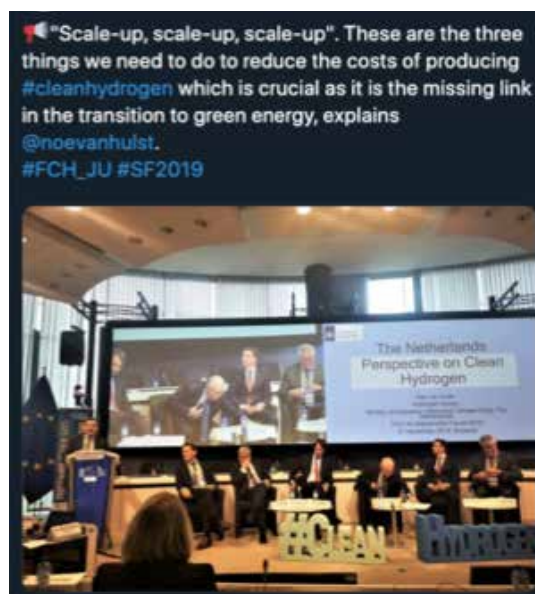 "Scale-up, scale-up, scale-up". These are the three
things we need to do to reduce the costs of producing
#cleanhydrogen which is crucial as it is the missing link
in the transition to green energy, explains
@noevanhulst.
#FCH_JU #SF2019
The Netherlands
Perspective on Clean
Hydrogen
#CLEAN HYDROGEN